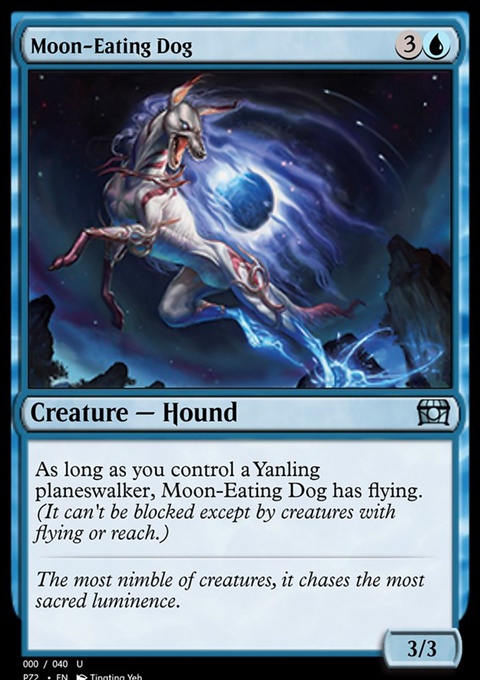 Moon-Eating Dog 3
Creature — Hound
As long as you control a Yanling
planeswalker, Moon-Eating Dog has flying.
(It can't be blocked except by creatures with
flying or reach.)
The most nimble of creatures, it chases the most
sacred luminence.
3/3
000 / 040 U
PZ2 • EN Tingting Yeh